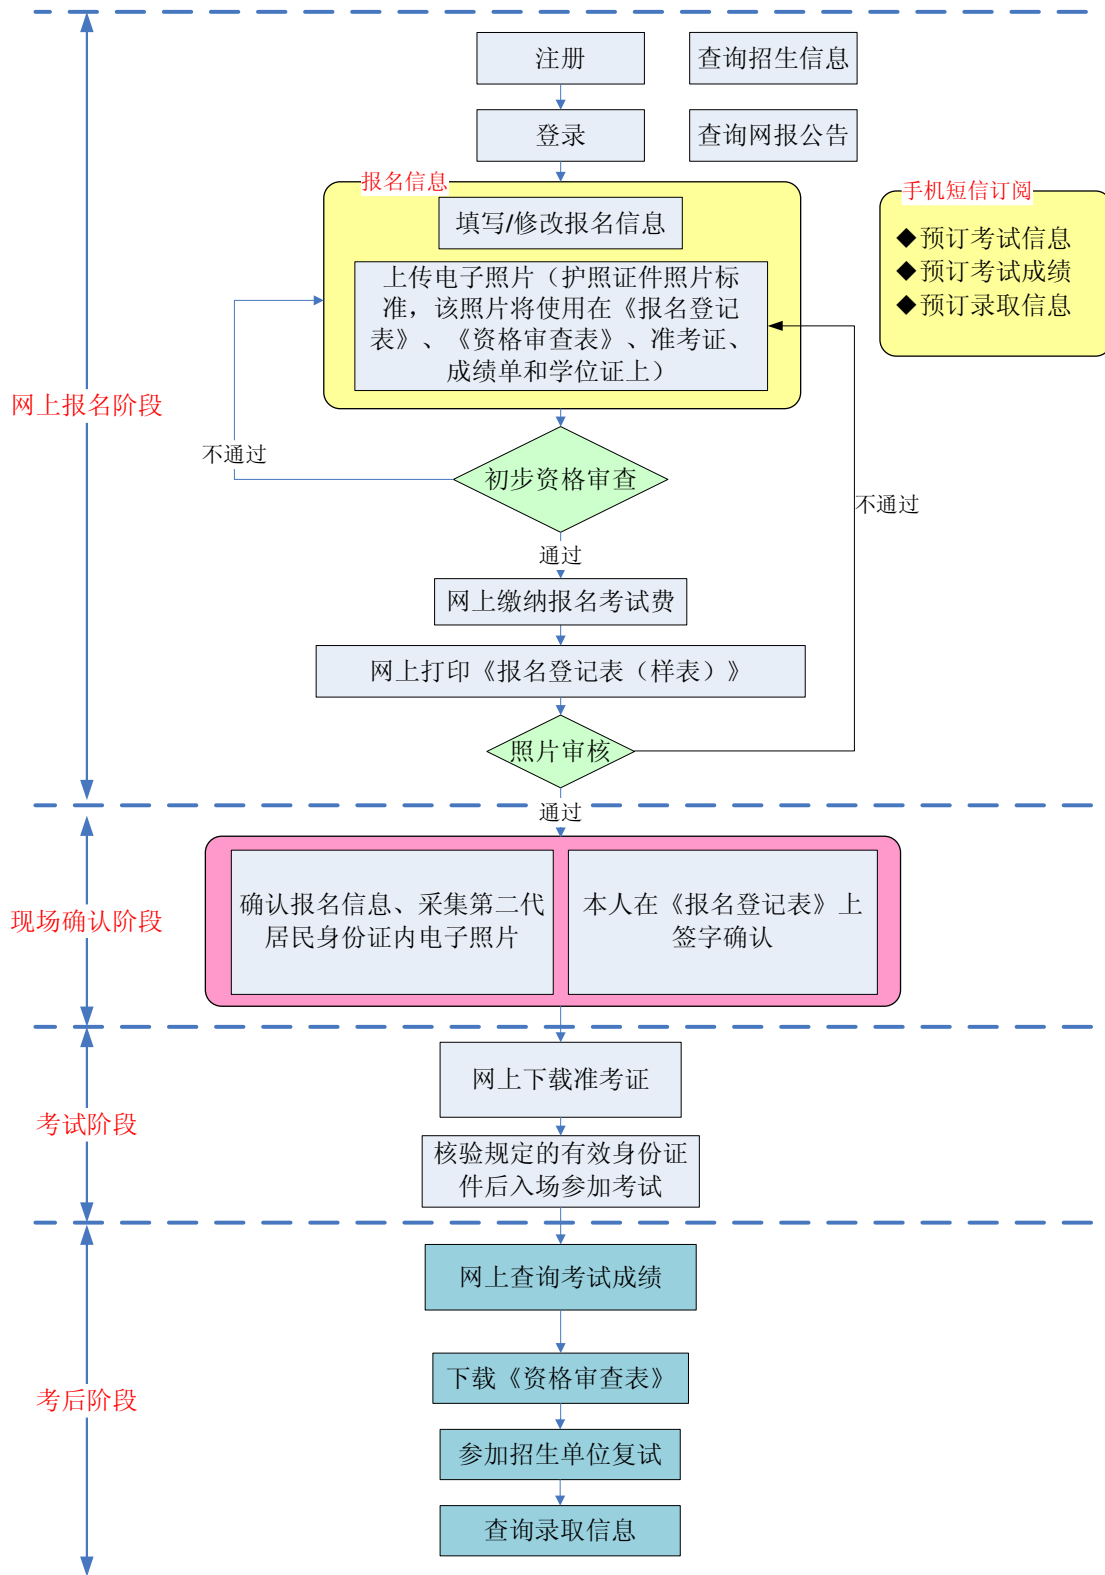 注册
查询招生信息
登录
查询网报公告
报名信息
填写/修改报名信息
上传电子照片（护照证件照片标
准，该照片将使用在《报名登记
表》、《资格审查表》、准考证、
成绩单和学位证上）
手机短信订阅
◆预订考试信息
◆预订考试成绩
◆预订录取信息
网上报名阶段
不通过
初步资格审查
不通过
通过
网上缴纳报名考试费
网上打印《报名登记表（样表）》
照片审核
通过
现场确认阶段
确认报名信息、采集第二代
居民身份证内电子照片
本人在《报名登记表》上
签字确认
考试阶段
网上下载准考证
核验规定的有效身份证
件后入场参加考试
考后阶段
网上查询考试成绩
下载《资格审查表》
参加招生单位复试
查询录取信息